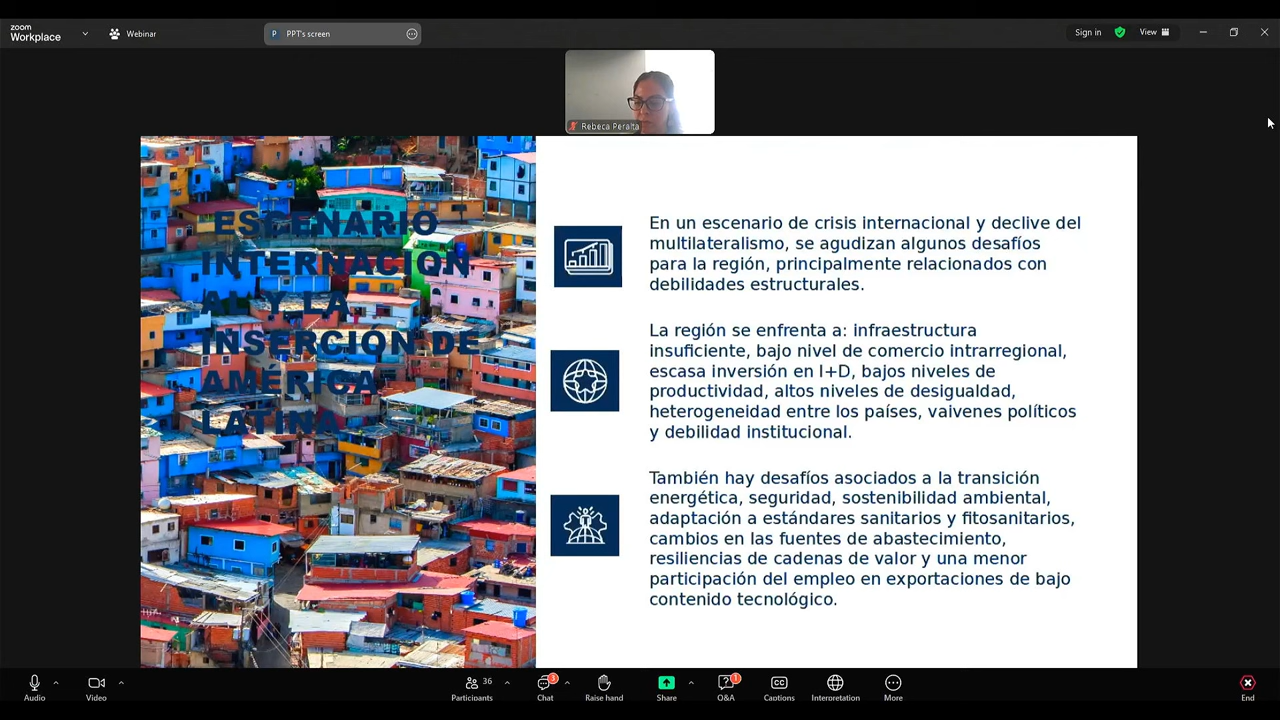 zoom
Workplace
Webinar
P PPT's screen
Sign in
View
Rebeca Peralta
ESCENARIO
INTERNACION
AL Y LA
INSERCIÓN DE
AMÉRICA
LATINA
En un escenario de crisis internacional y declive del
multilateralismo, se agudizan algunos desafíos
para la región, principalmente relacionados con
debilidades estructurales.
La región se enfrenta a: infraestructura
insuficiente, bajo nivel de comercio intrarregional,
escasa inversión en I+D, bajos niveles de
productividad, altos niveles de desigualdad,
heterogeneidad entre los países, vaivenes políticos
y debilidad institucional.
También hay desafíos asociados a la transición
energética, seguridad, sostenibilidad ambiental,
adaptación a estándares sanitarios y fitosanitarios,
cambios en las fuentes de abastecimiento,
resiliencias de cadenas de valor y una menor
participación del empleo en exportaciones de bajo
contenido tecnológico.
Audio
Video
Participants 36
Chat 3
Raise hand
Share
Q&A 1
CC Captions
Interpretation
More
End